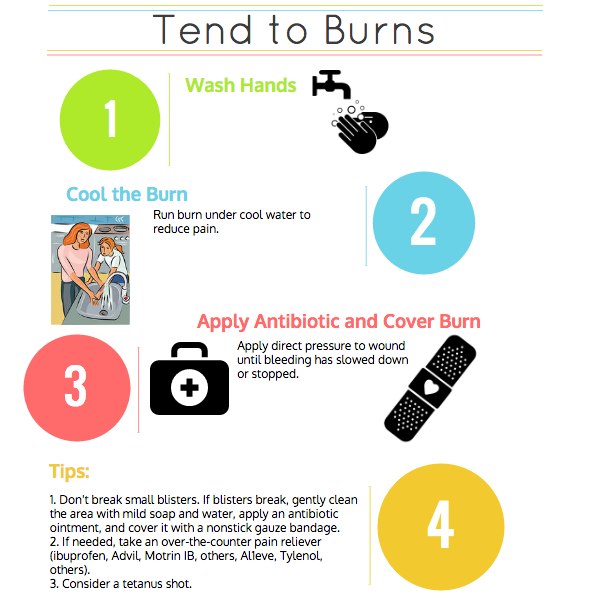 Tend to Burns
1
Wash Hands
Cool the Burn
Run burn under cool water to
reduce pain.
2
Apply Antibiotic and Cover Burn
Apply direct pressure to wound
until bleeding has slowed down
or stopped.
3
Tips:
1. Don't break small blisters. If blisters break, gently clean
the area with mild soap and water, apply an antibiotic
ointment, and cover it with a nonstick gauze bandage.
2. If needed, take an over-the-counter pain reliever
(ibuprofen, Advil, Motrin IB, others, Al1eve, Tylenol,
others).
3. Consider a tetanus shot.
4